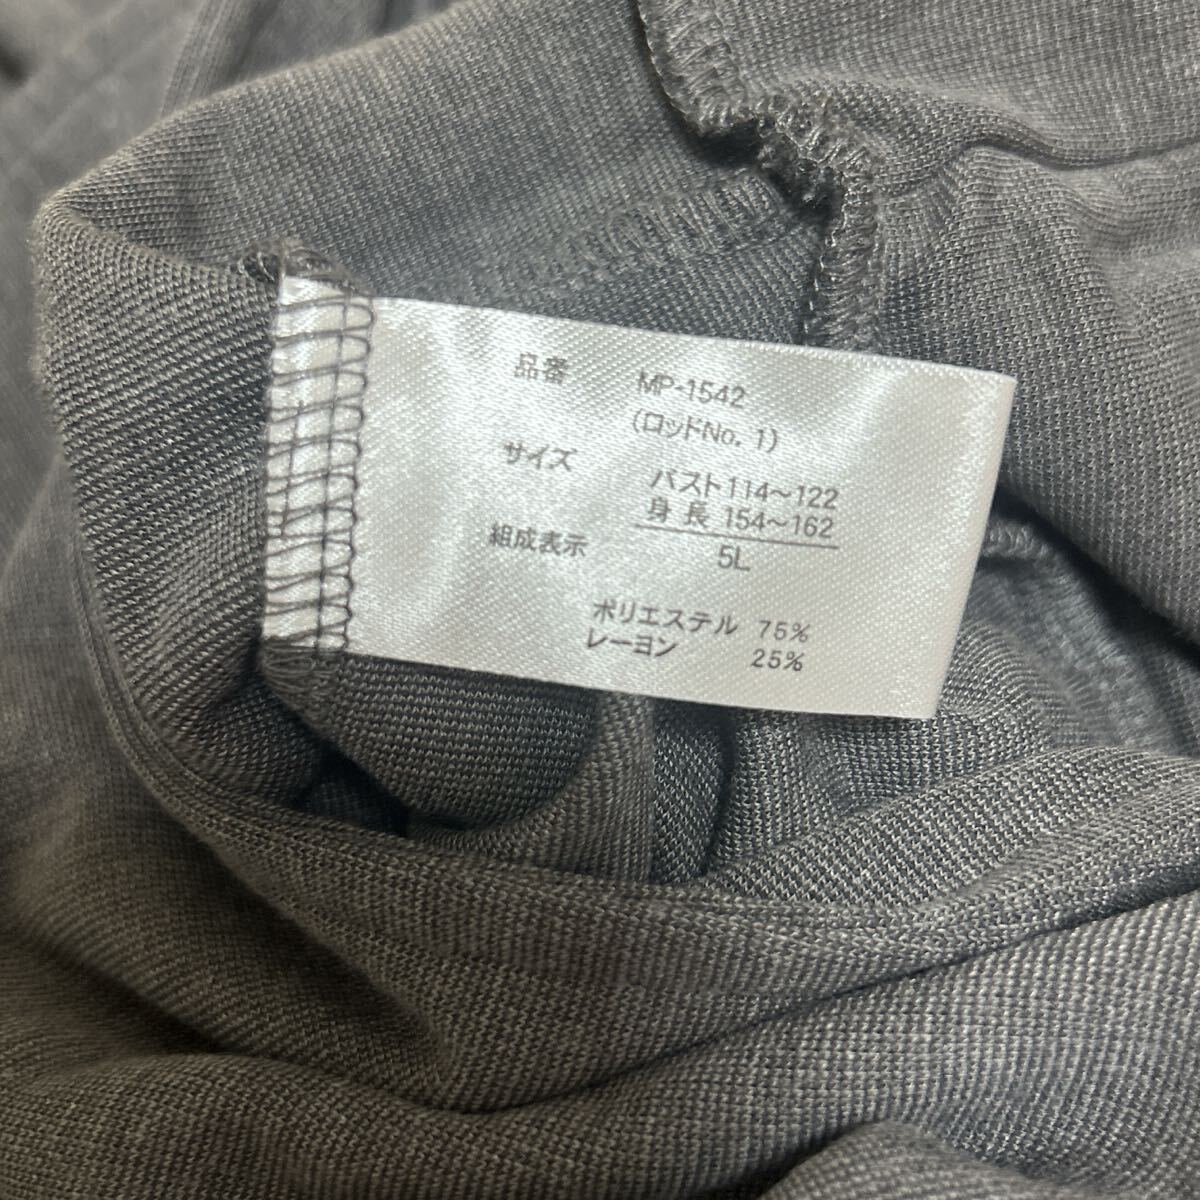 品番 MP-1542
(ロッドNo. 1)
サイズ
バスト114〜122
身 長 154〜162
組成表示 5L
ポリエステル 75%
レーヨン 25%